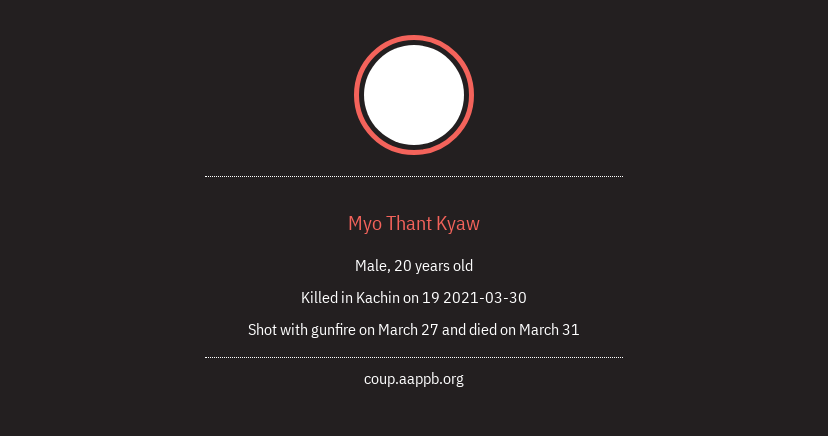 Myo Thant Kyaw
Male, 20 years old
Killed in Kachin on 19 2021-03-30
Shot with gunfire on March 27 and died on March 31
coup.aappb.org